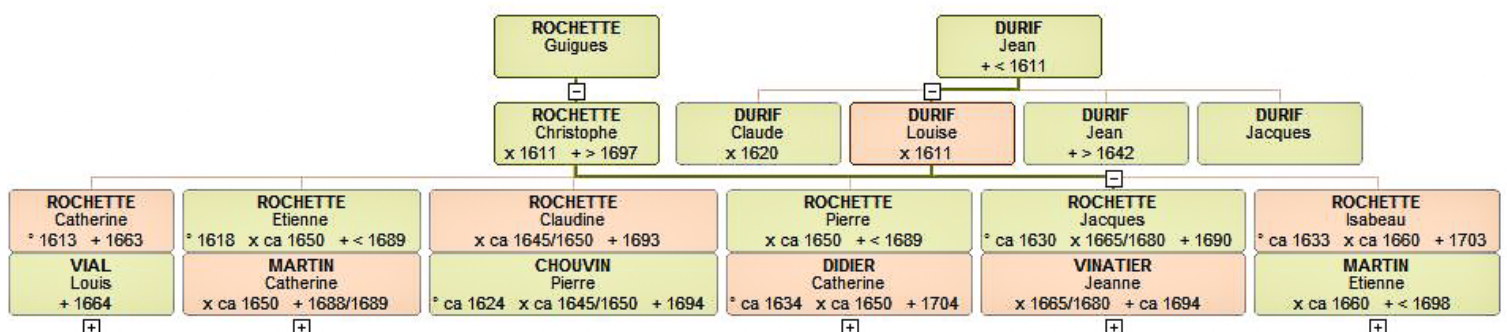 ROCHETTE
Guigues
DURIF
Jean
+ < 1611
ROCHETTE
Christophe
x 1611 + > 1697
DURIF
Claude
x 1620
DURIF
Louise
x 1611
DURIF
Jean
+ > 1642
DURIF
Jacques
ROCHETTE
Catherine
° 1613 + 1663
ROCHETTE
Etienne
° 1618 x ca 1650 + < 1689
ROCHETTE
Claudine
x ca 1645/1650 + 1693
ROCHETTE
Pierre
x ca 1650 + < 1689
ROCHETTE
Jacques
° ca 1630 x 1665/1680 + 1690
ROCHETTE
Isabeau
° ca 1633 x ca 1660 + 1703
VIAL
Louis
+ 1664
MARTIN
Catherine
x ca 1650 + 1688/1689
CHOUVIN
Pierre
° ca 1624 x ca 1645/1650 + 1694
DIDIER
Catherine
° ca 1634 x ca 1650 + 1704
VINATIER
Jeanne
x 1665/1680 + ca 1694
MARTIN
Etienne
x ca 1660 + < 1698